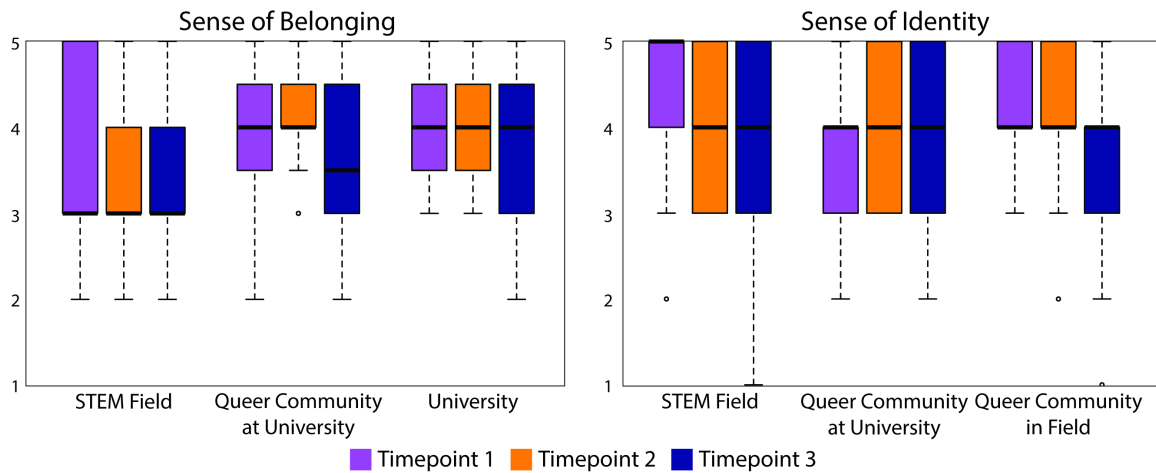 Sense of Belonging
5
4
3
2
1
STEM Field
Queer Community
at University
University
Sense of Identity
5
4
3
2
1
STEM Field
Queer Community
at University
Queer Community
in Field
Timepoint 1 Timepoint 2 Timepoint 3